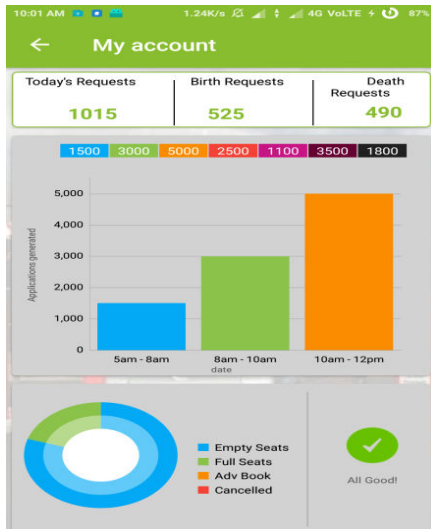 10:01 AM 1.24K/s 4G VoLTE 87%
My account
Today's Requests Birth Requests Death Requests
1015 525 490
1500 3000 5000 2500 1100 3500 1800
Applications generated
5,000
4,000
3,000
2,000
1,000
0
5am - 8am 8am - 10am 10am - 12pm
date
Empty Seats
Full Seats
Adv Book
Cancelled
All Good!